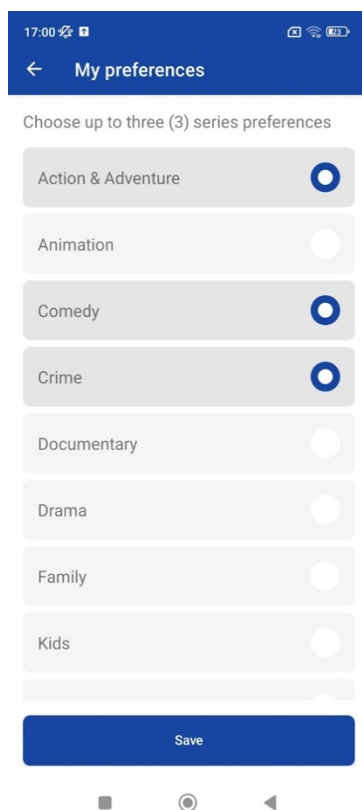 17:00
23
My preferences
Choose up to three (3) series preferences
Action & Adventure
Animation
Comedy
Crime
Documentary
Drama
Family
Kids
Save